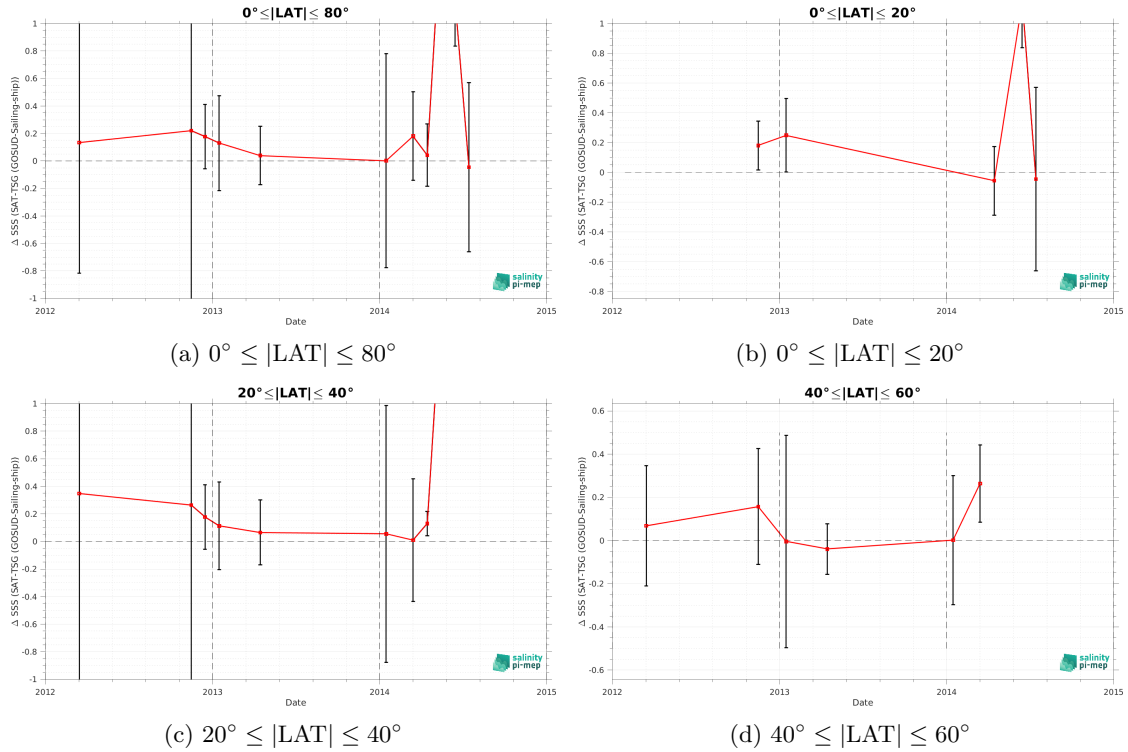 0°≤|LAT|≤ 80°
1
0.8
0.6
0.4
0.2
0
-0.2
-0.4
-0.6
-0.8
-1
Δ SSS (SAT-TSG (GOSUD-Sailing-ship))
2012
2013
2014
2015
Date
salinity
pi-mep
(a) 0° ≤ |LAT| ≤ 80°
0°≤|LAT|≤ 20°
1
0.8
0.6
0.4
0.2
0
-0.2
-0.4
-0.6
-0.8
Δ SSS (SAT-TSG (GOSUD-Sailing-ship))
2012
2013
2014
2015
Date
salinity
pi-mep
(b) 0° ≤ |LAT| ≤ 20°
20°≤|LAT|≤ 40°
1
0.8
0.6
0.4
0.2
0
-0.2
-0.4
-0.6
-0.8
-1
Δ SSS (SAT-TSG (GOSUD-Sailing-ship))
2012
2013
2014
2015
Date
salinity
pi-mep
(c) 20° ≤ |LAT| ≤ 40°
40°≤|LAT|≤ 60°
0.6
0.4
0.2
0
-0.2
-0.4
-0.6
Δ SSS (SAT-TSG (GOSUD-Sailing-ship))
2012
2013
2014
2015
Date
salinity
pi-mep
(d) 40° ≤ |LAT| ≤ 60°